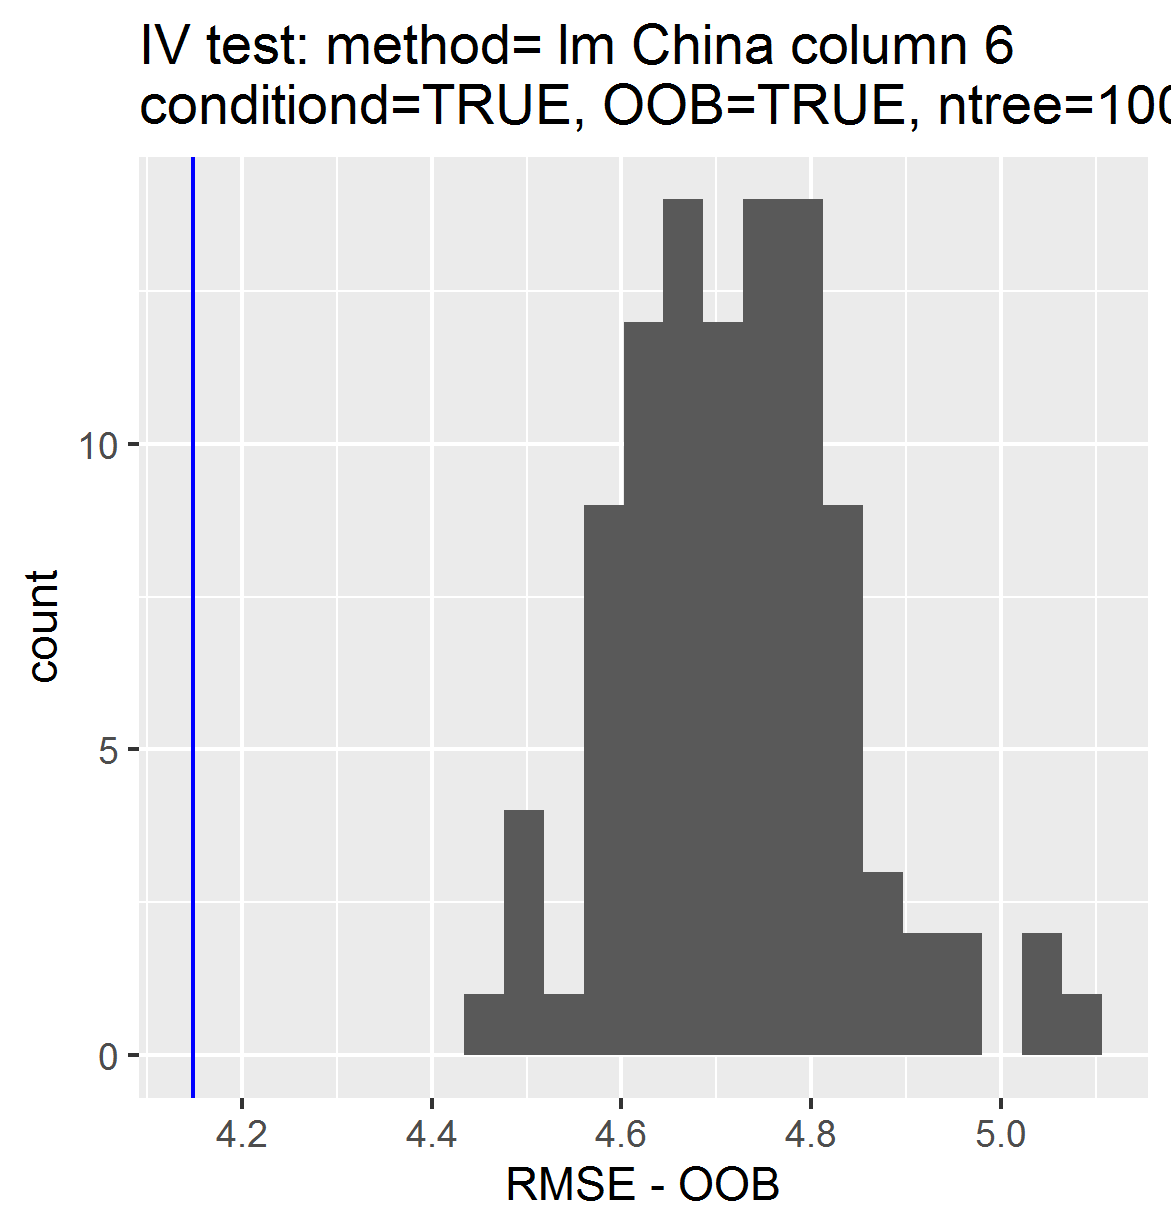 IV test: method= lm China column 6
conditiond=TRUE, OOB=TRUE, ntree=100
count
10
5
0
4.2
4.4
4.6
4.8
5.0
RMSE - OOB